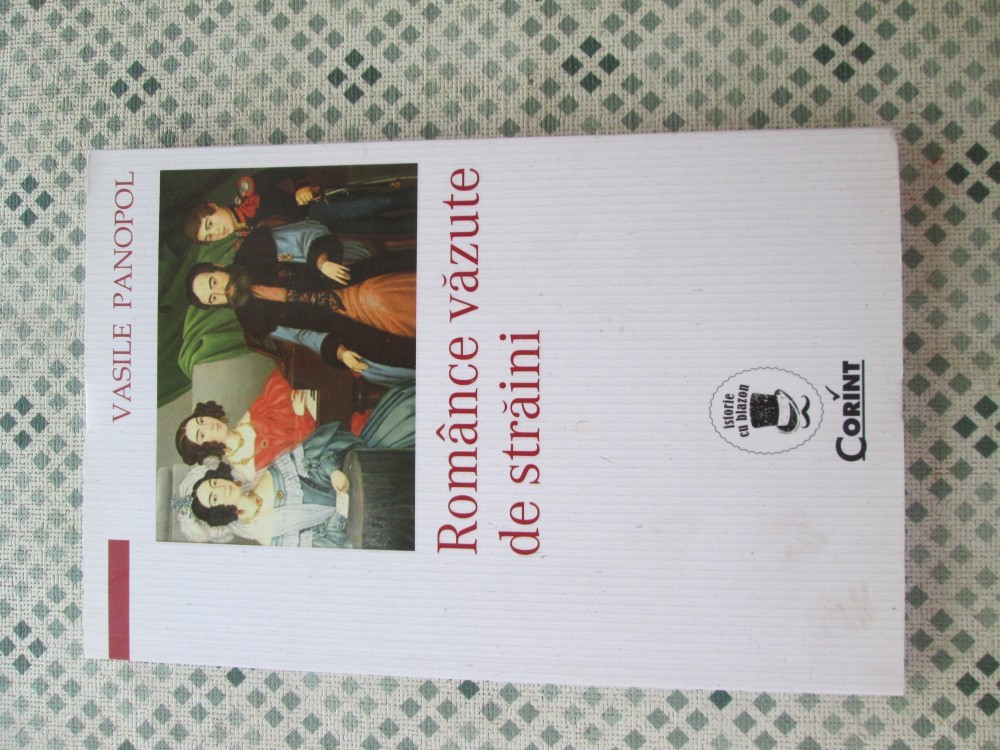 VASILE PANOPOL
Românce văzute
de străini
istorie
cu blazon
CORINT